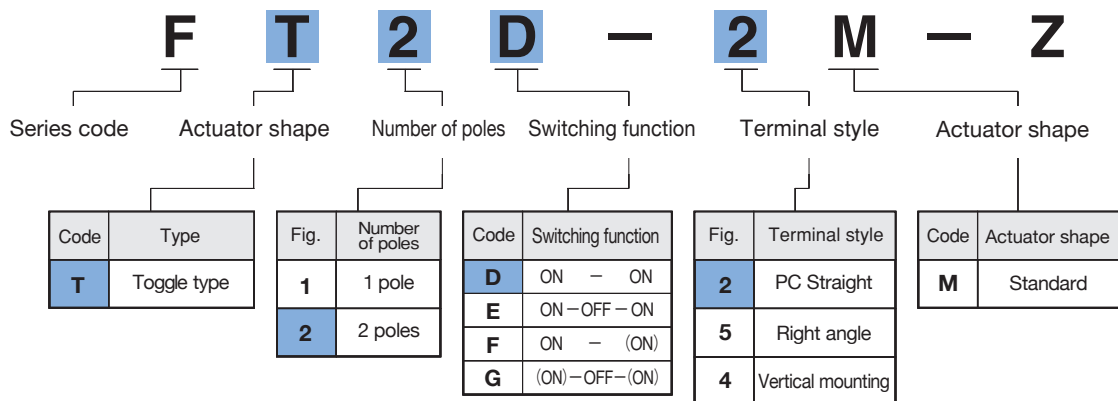 F T 2 D － 2 M － Z
Series code Actuator shape Number of poles Switching function Terminal style Actuator shape
Code Type
T Toggle type
Fig. Number of poles
1 1 pole
2 2 poles
Code Switching function
D ON － ON
E ON－OFF－ON
F ON － (ON)
G (ON)－OFF－(ON)
Fig. Terminal style
2 PC Straight
5 Right angle
4 Vertical mounting
Code Actuator shape
M Standard